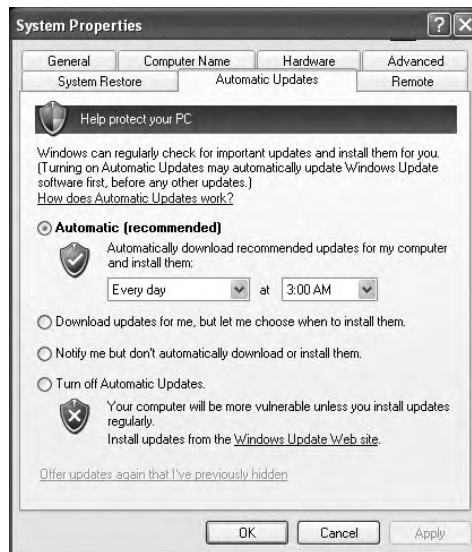 System Properties
General Computer Name Hardware Advanced
System Restore Automatic Updates Remote
Help protect your PC
Windows can regularly check for important updates and install them for you.
(Turning on Automatic Updates may automatically update Windows Update
software first, before any other updates.)
How does Automatic Updates work?
Automatic (recommended)
Automatically download recommended updates for my computer
and install them:
Every day at 3:00 AM
Download updates for me, but let me choose when to install them.
Notify me but don't automatically download or install them.
Turn off Automatic Updates.
Your computer will be more vulnerable unless you install updates
regularly.
Install updates from the Windows Update Web site.
Offer updates again that I've previously hidden
OK Cancel Apply